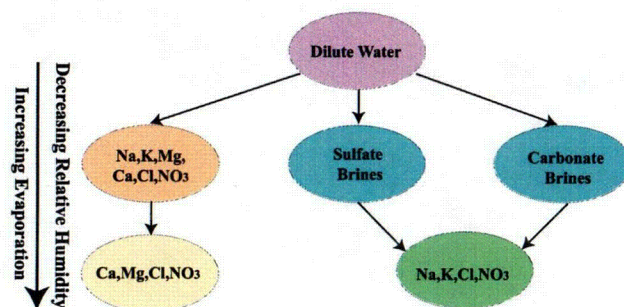 Dilute Water
Decreasing Relative Humidity
Increasing Evaporation
Na,K,Mg,
Ca,Cl,NO3
Sulfate
Brines
Carbonate
Brines
Ca,Mg,Cl,NO3
Na,K,Cl,NO3